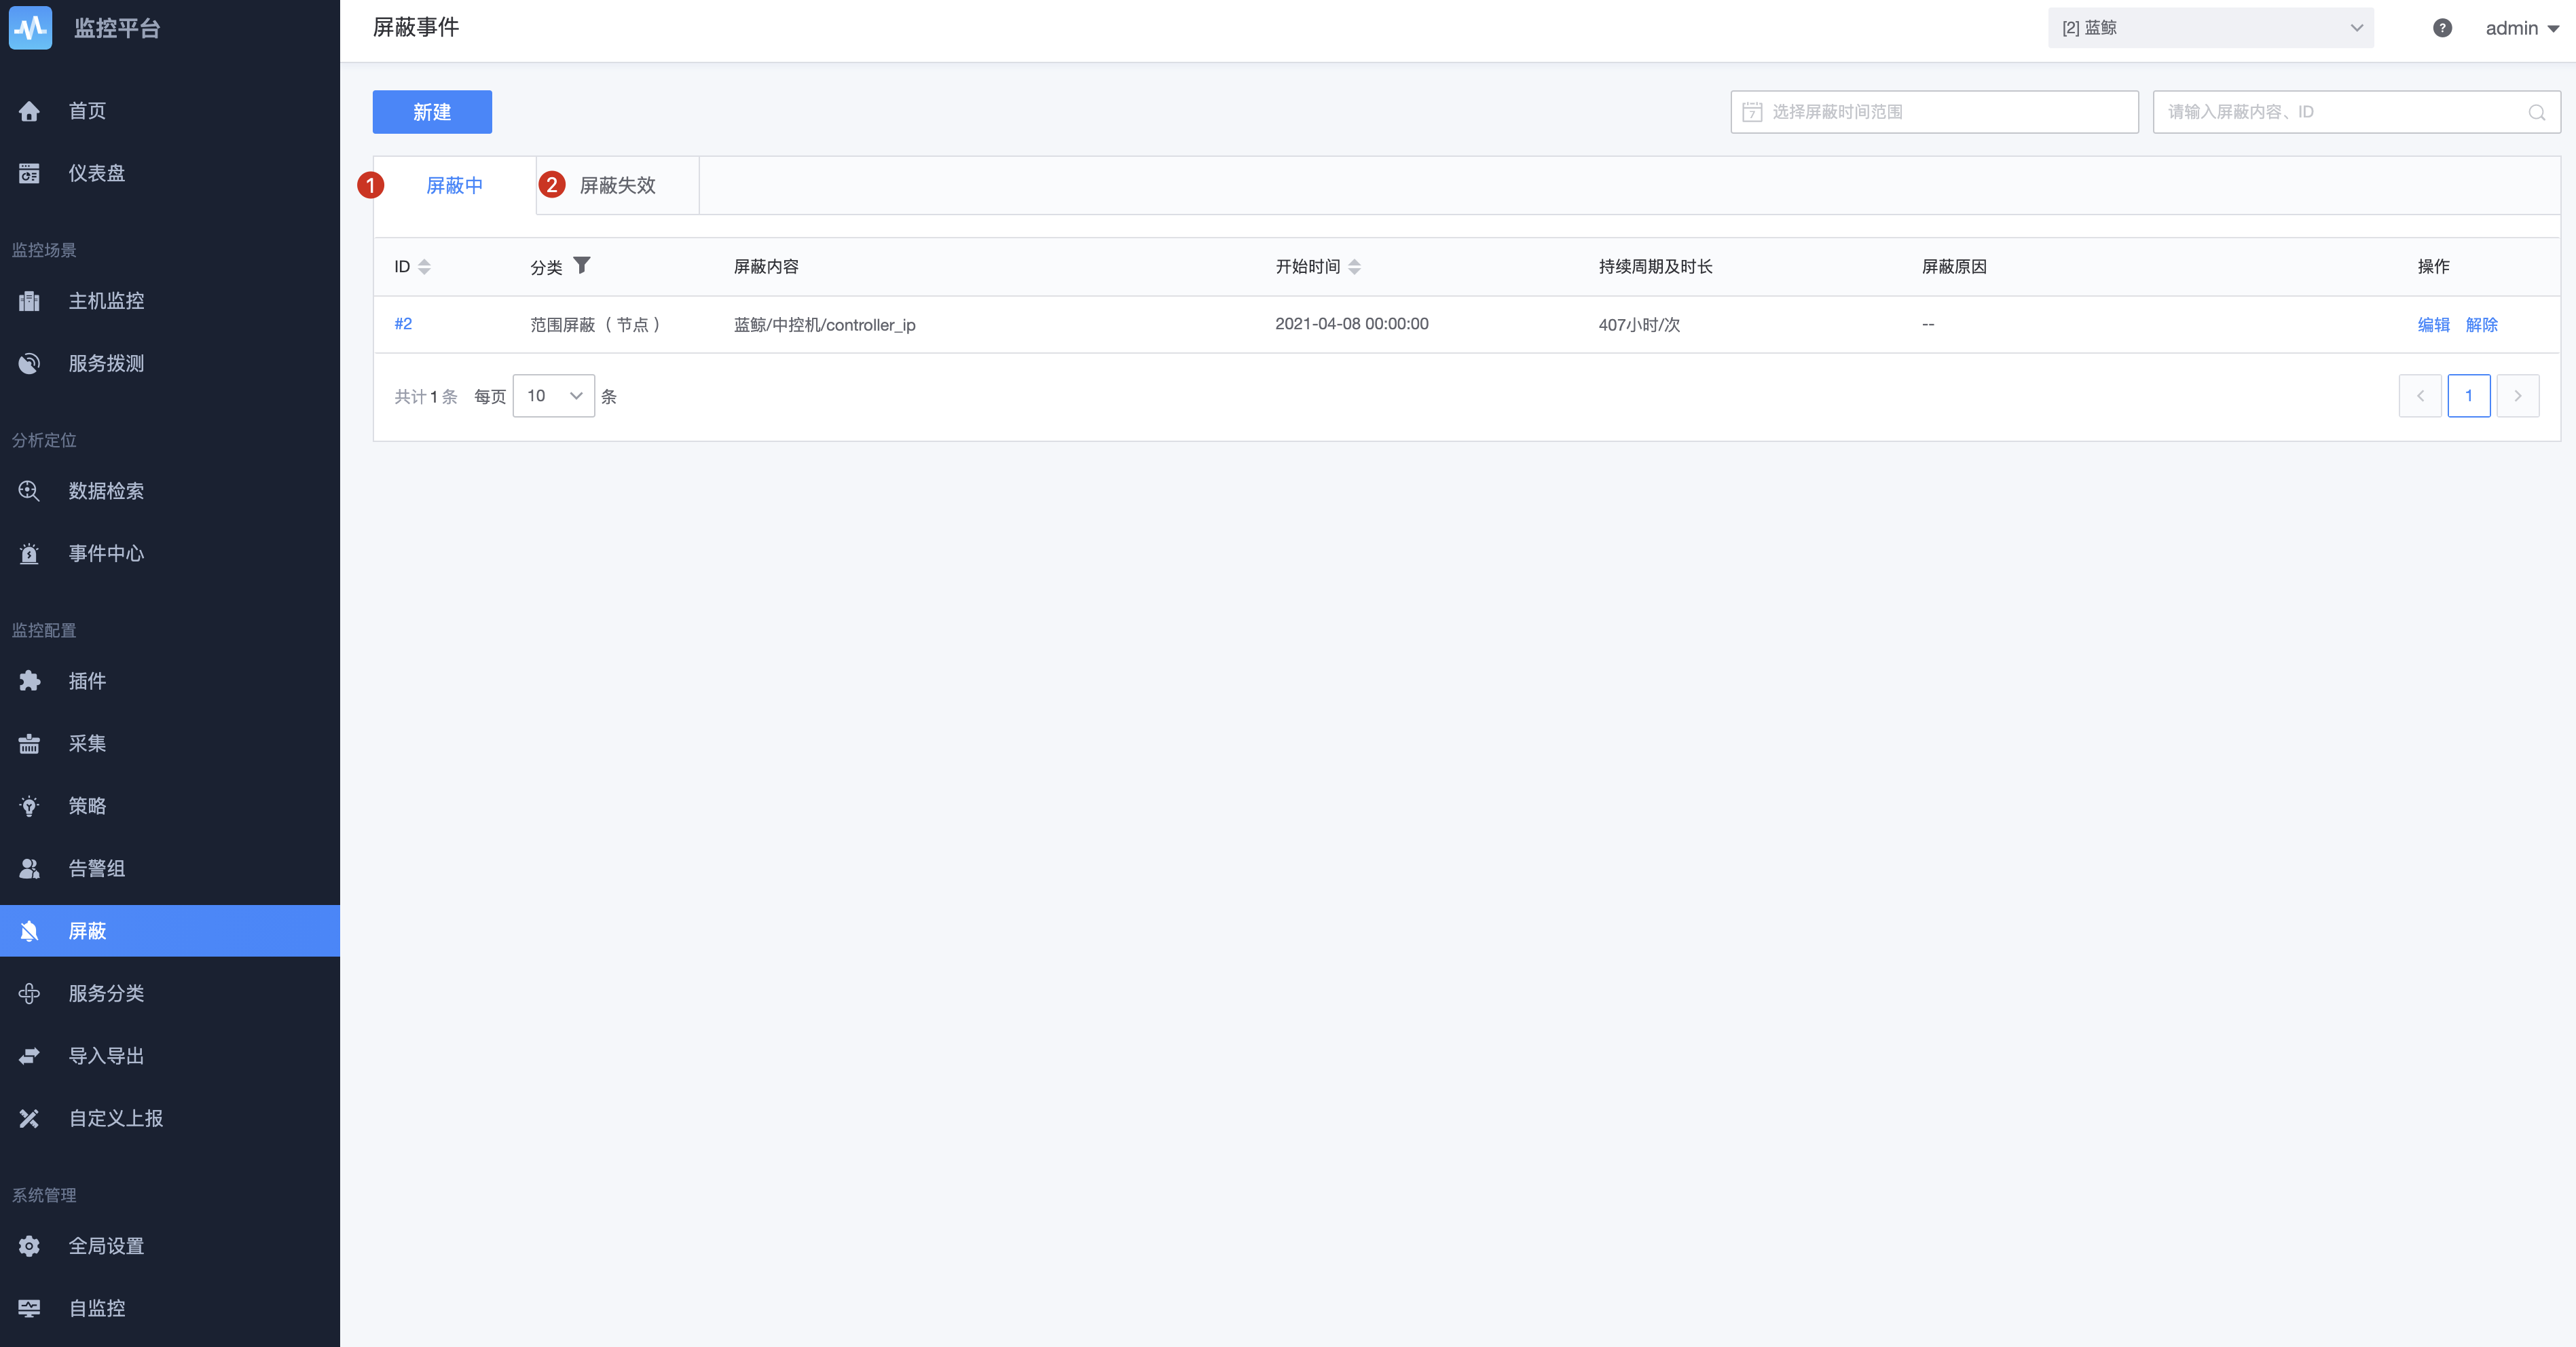 监控平台
首页
仪表盘
监控场景
主机监控
服务拨测
分析定位
数据检索
事件中心
监控配置
插件
采集
策略
告警组
屏蔽
服务分类
导入导出
自定义上报
系统管理
全局设置
自监控
屏蔽事件
[2] 蓝鲸
?
admin
新建
7 选择屏蔽时间范围
请输入屏蔽内容、ID
1 屏蔽中 2 屏蔽失效
ID 分类 屏蔽内容 开始时间 持续周期及时长 屏蔽原因 操作
#2 范围屏蔽（节点） 蓝鲸/中控机/controller_ip 2021-04-08 00:00:00 407小时/次 -- 编辑 解除
共计 1 条 每页 10 条 1